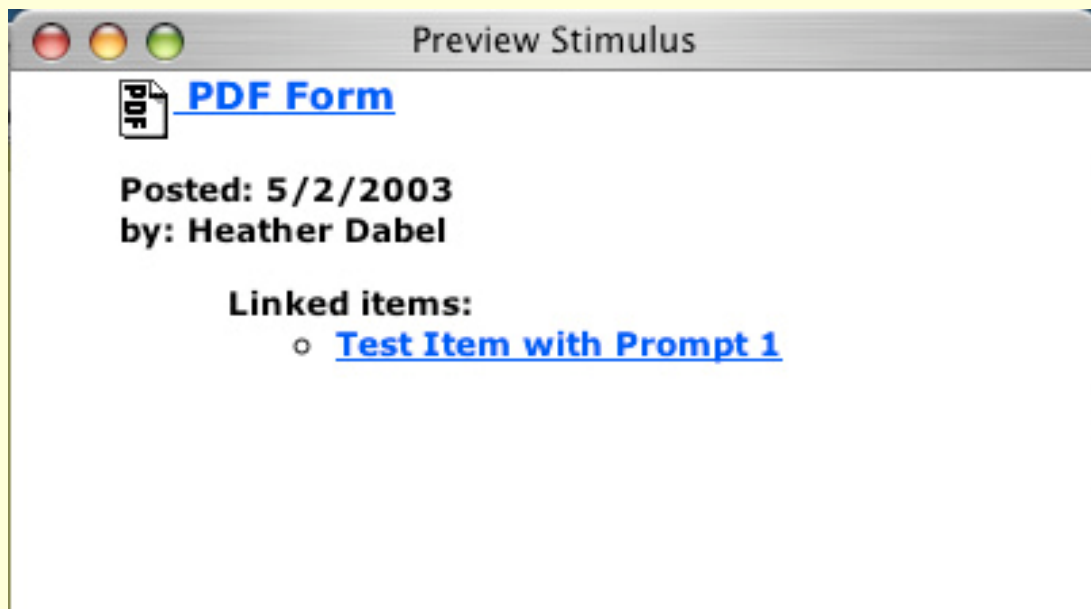 Preview Stimulus
PDF PDF Form
Posted: 5/2/2003
by: Heather Dabel
Linked items:
Test Item with Prompt 1